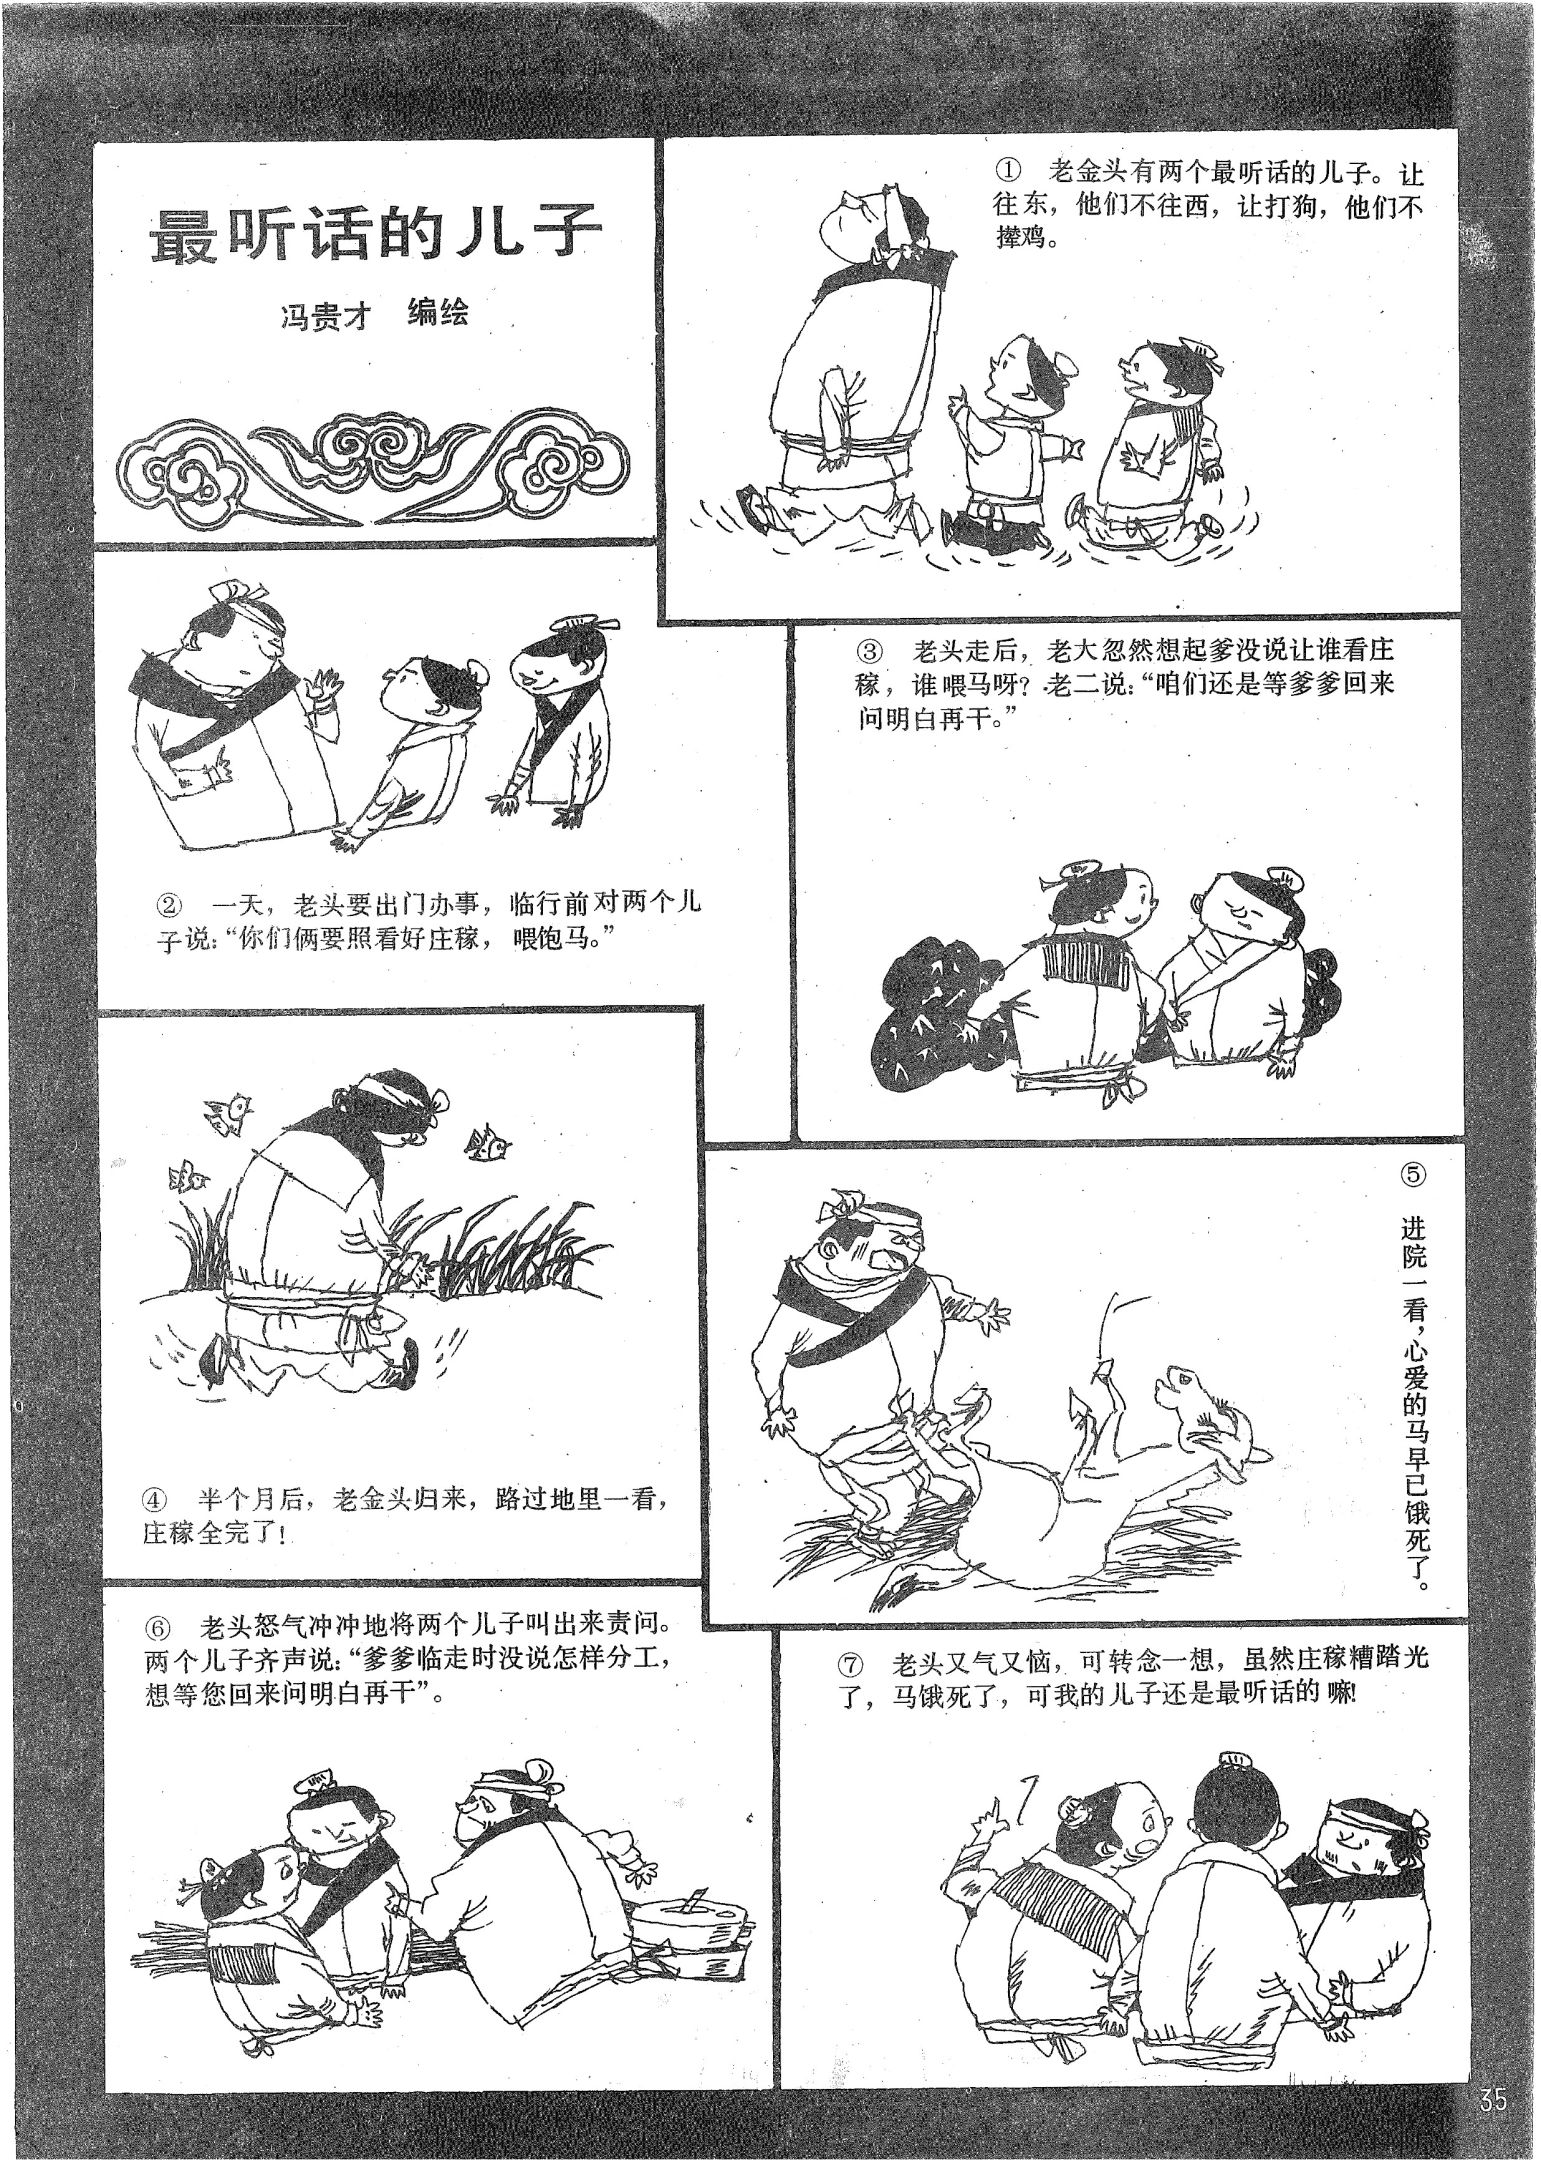 最听话的儿子
冯贵才 编绘
① 老金头有两个最听话的儿子。让
往东，他们不往西，让打狗，他们不
撵鸡。
② 一天，老头要出门办事，临行前对两个儿
子说：“你们俩要照看好庄稼，喂饱马。”
③ 老头走后，老大忽然想起爹没说让谁看庄
稼，谁喂马呀？老二说：“咱们还是等爹爹回来
问明白再干。”
④ 半个月后，老金头归来，路过地里一看，
庄稼全完了！
⑤ 进院一看，心爱的马早已饿死了。
⑥ 老头怒气冲冲地将两个儿子叫出来责问。
两个儿子齐声说：“爹爹临走时没说怎样分工，
想等您回来问明白再干”。
⑦ 老头又气又恼，可转念一想，虽然庄稼糟踏光
了，马饿死了，可我的儿子还是最听话的嘛！
35